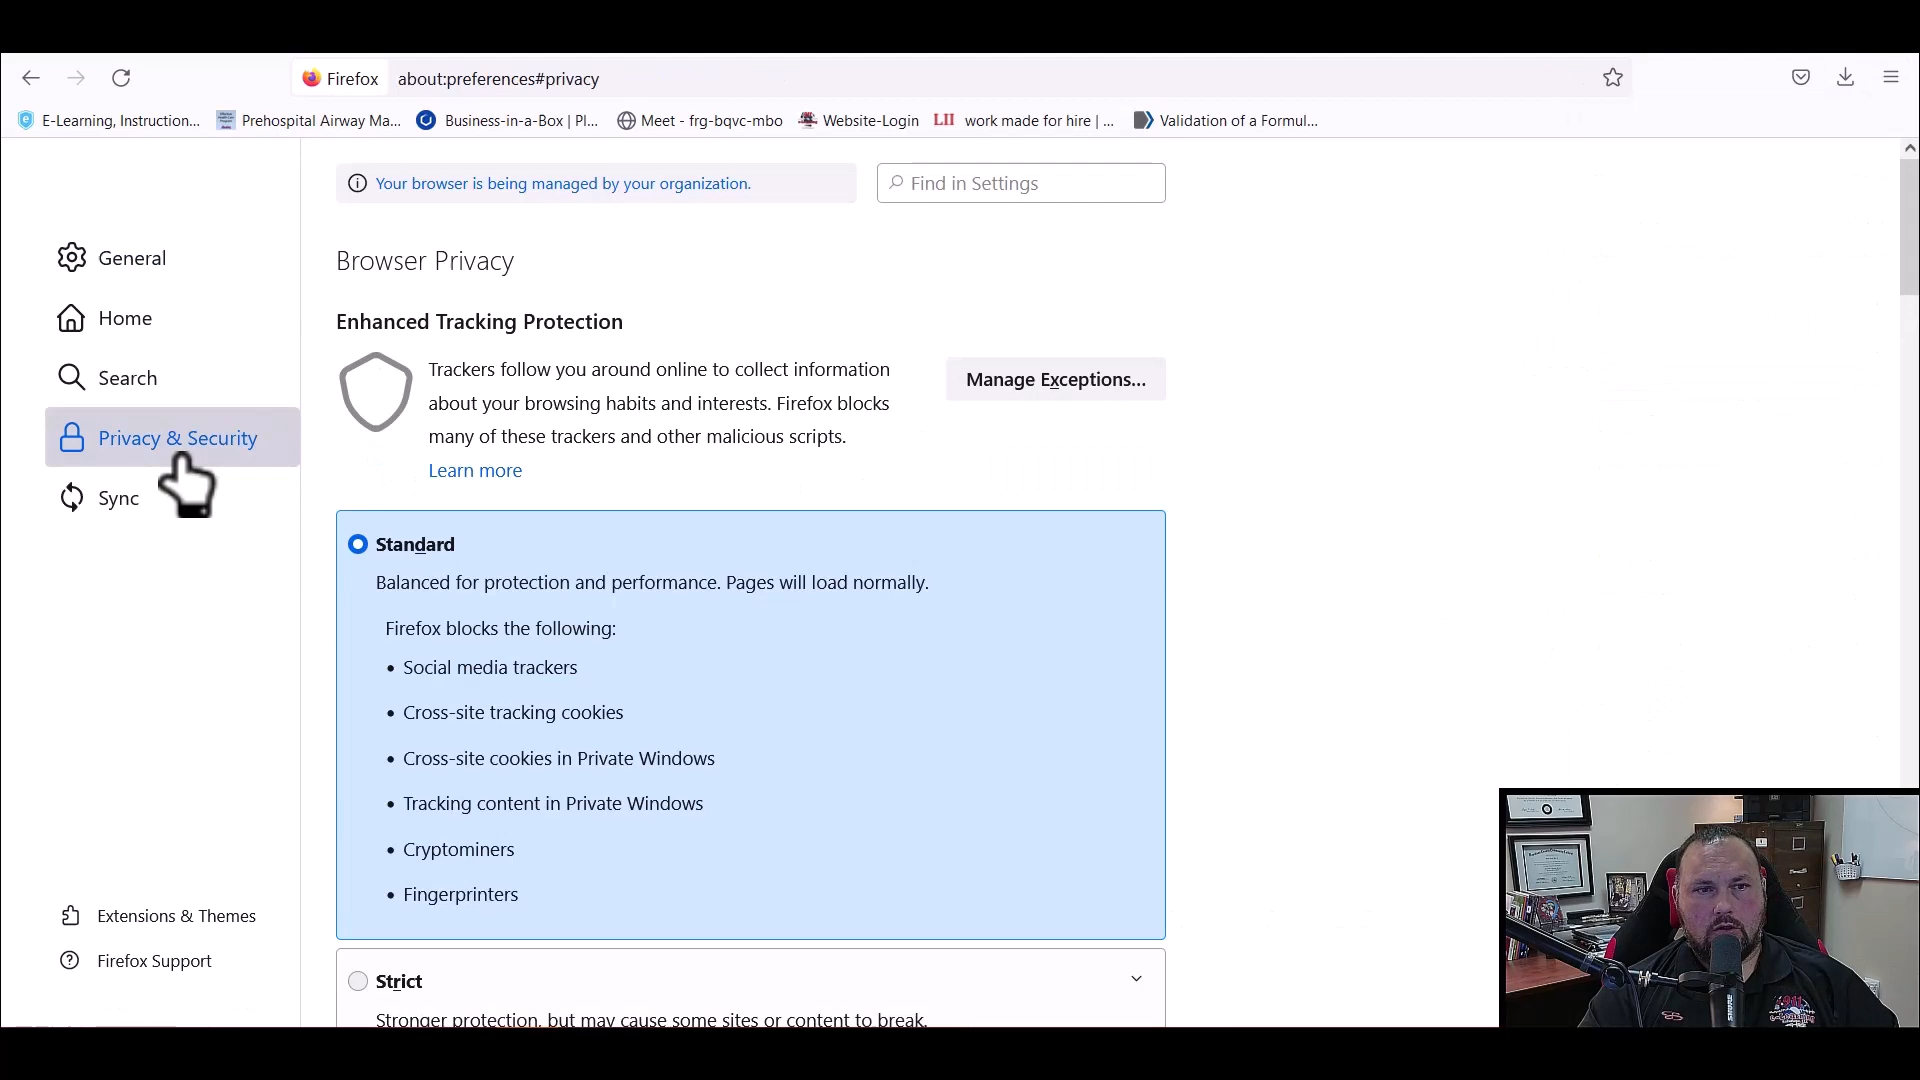 Firefox about:preferences#privacy
E-Learning, Instruction... Prehospital Airway Ma... Business-in-a-Box | Pl... Meet - frg-bqvc-mbo Website-Login LII work made for hire | ... Validation of a Formul...
Your browser is being managed by your organization. Find in Settings
General
Home
Search
Privacy & Security
Sync
Extensions & Themes
Firefox Support
Browser Privacy
Enhanced Tracking Protection
Trackers follow you around online to collect information
about your browsing habits and interests. Firefox blocks
many of these trackers and other malicious scripts.
Learn more
Manage Exceptions...
Standard
Balanced for protection and performance. Pages will load normally.
Firefox blocks the following:
• Social media trackers
• Cross-site tracking cookies
• Cross-site cookies in Private Windows
• Tracking content in Private Windows
• Cryptominers
• Fingerprinters
Strict
Stronger protection, but may cause some sites or content to break.
SHURE
911